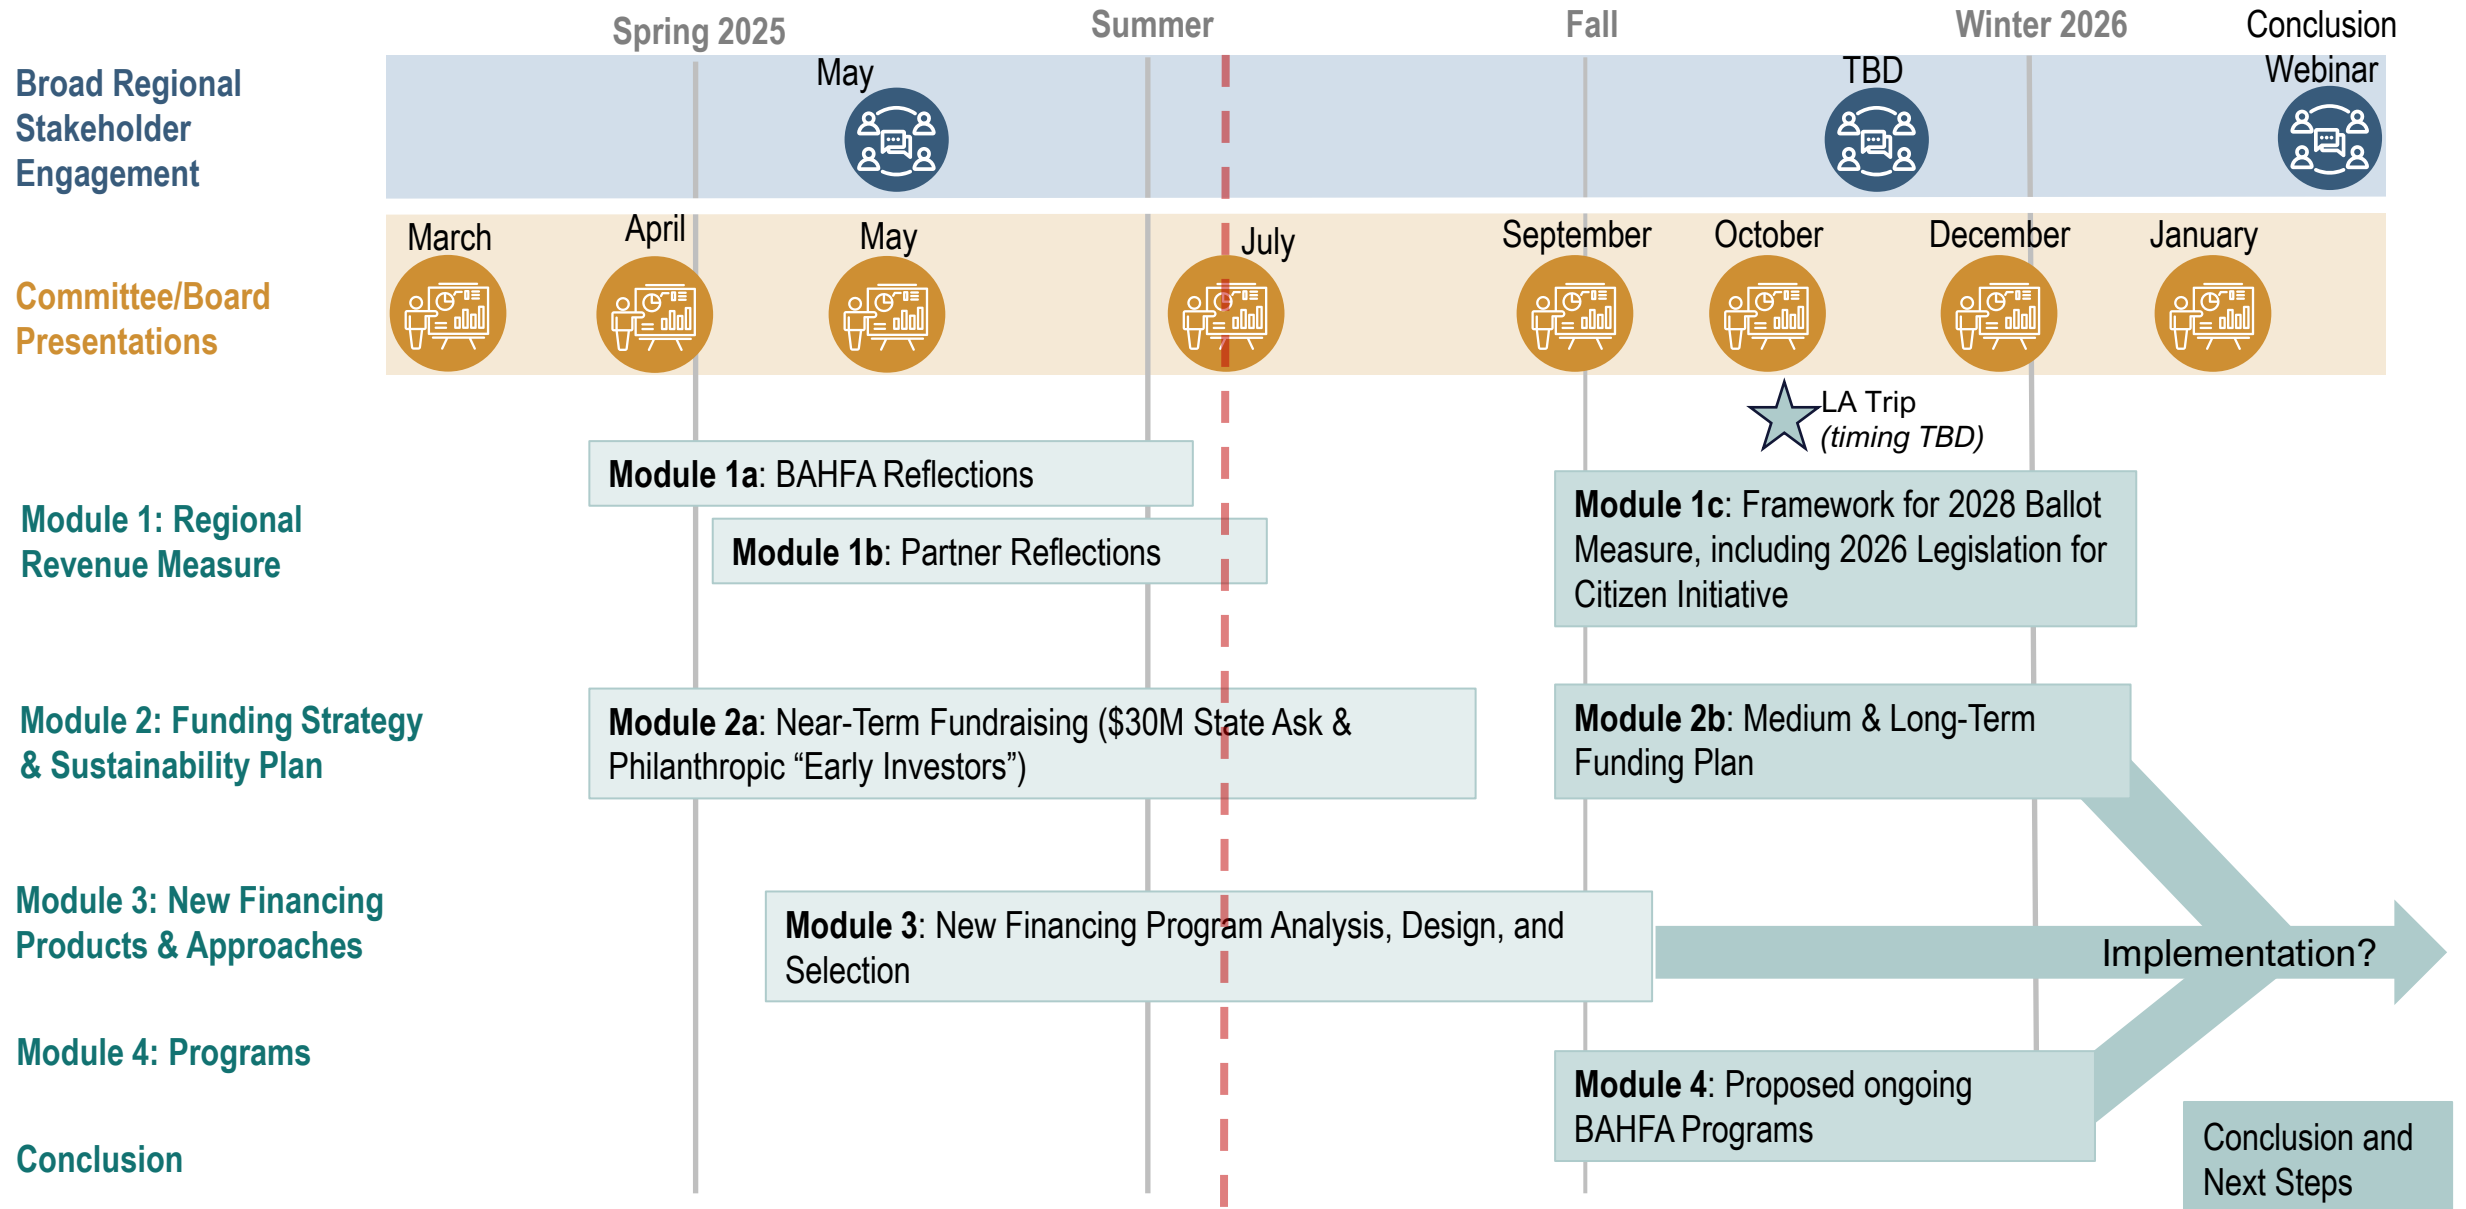 Spring 2025
Summer
Fall
Winter 2026
Conclusion
Webinar
Broad Regional
Stakeholder
Engagement
May
TBD
Committee/Board
Presentations
March
April
May
July
September
October
December
January
LA Trip
(timing TBD)
Module 1: Regional
Revenue Measure
Module 1a: BAHFA Reflections
Module 1b: Partner Reflections
Module 1c: Framework for 2028 Ballot
Measure, including 2026 Legislation for
Citizen Initiative
Module 2: Funding Strategy
& Sustainability Plan
Module 2a: Near-Term Fundraising ($30M State Ask &
Philanthropic “Early Investors”)
Module 2b: Medium & Long-Term
Funding Plan
Module 3: New Financing
Products & Approaches
Module 3: New Financing Program Analysis, Design, and
Selection
Implementation?
Module 4: Programs
Module 4: Proposed ongoing
BAHFA Programs
Conclusion
Conclusion and
Next Steps